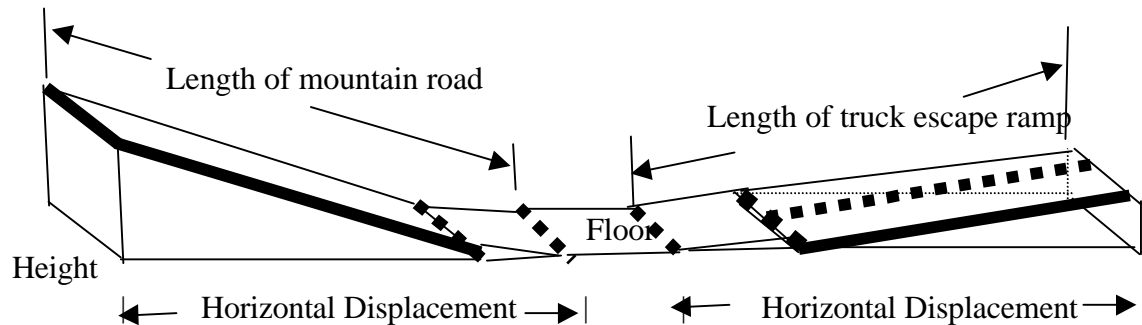 Length of mountain road
Length of truck escape ramp
Floor
Height
Horizontal Displacement
Horizontal Displacement